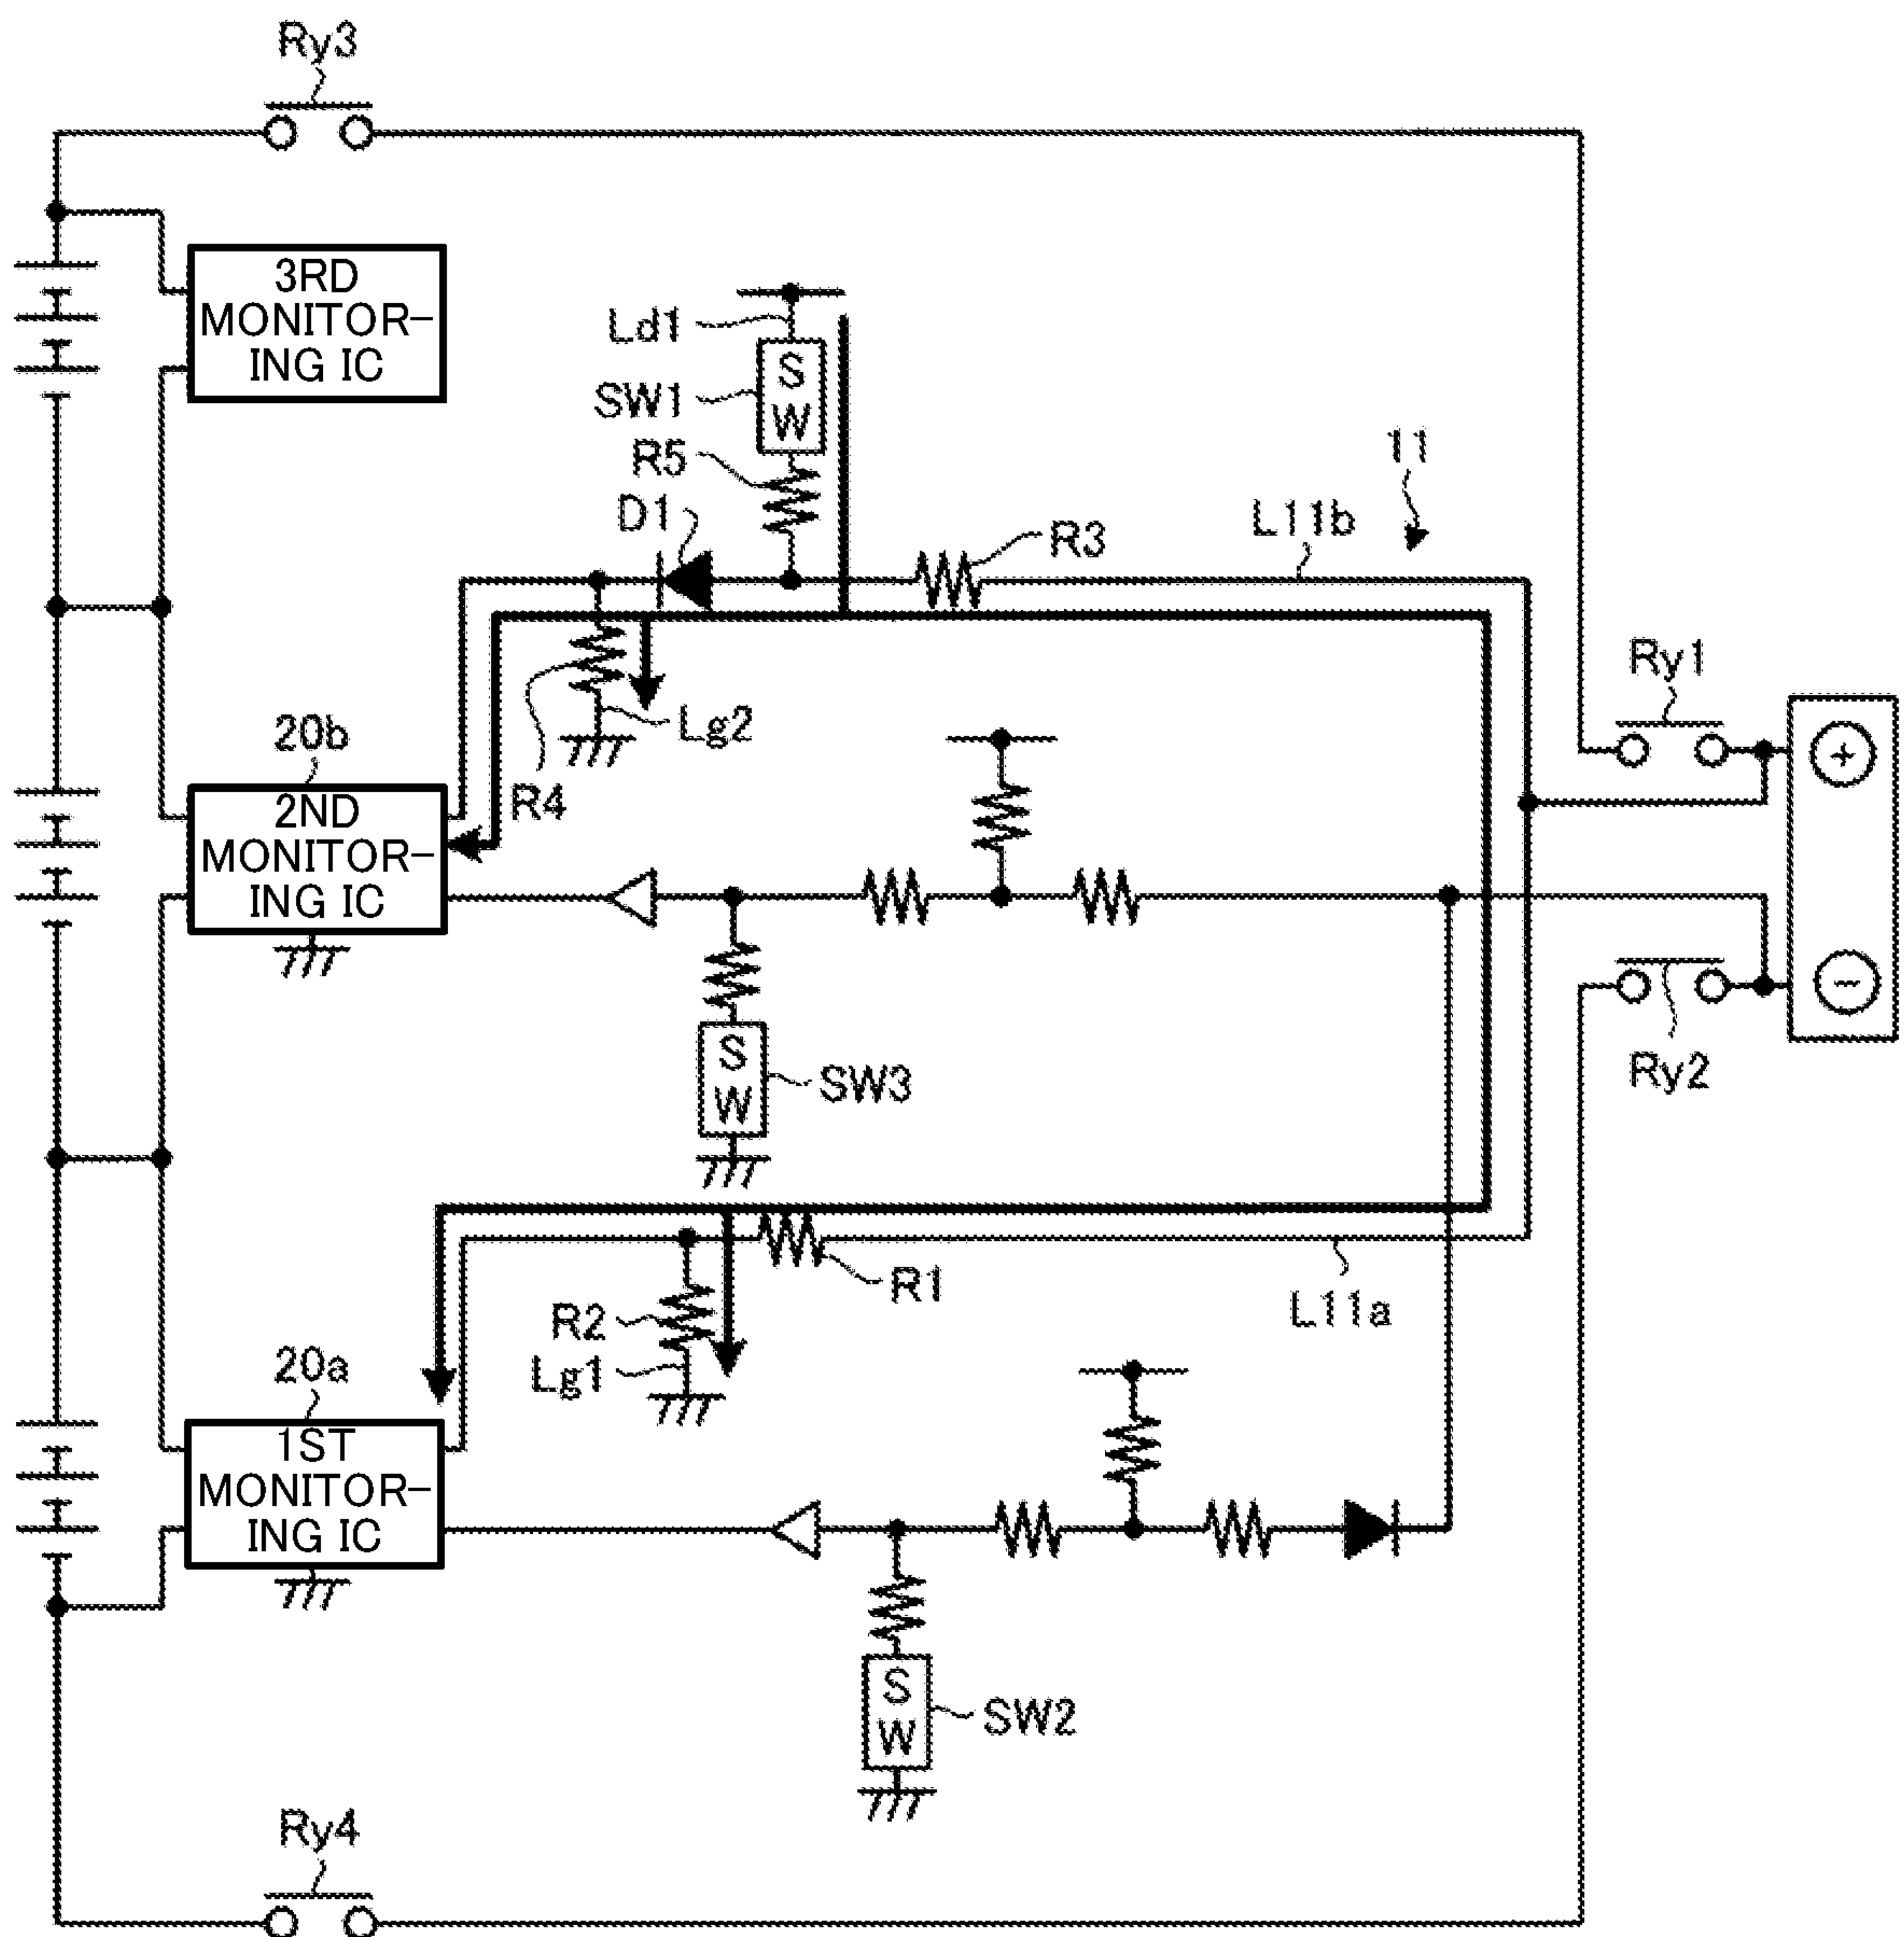 Ry3
3RD
MONITOR-
ING IC
Ld1
S
W
SW1
R5
D1
11
L11b
R3
Ry1
+
20b
Lg2
R4
2ND
MONITOR-
ING IC
−
Ry2
S
W
SW3
R1
L11a
R2
20a
Lg1
1ST
MONITOR-
ING IC
S
W
SW2
Ry4